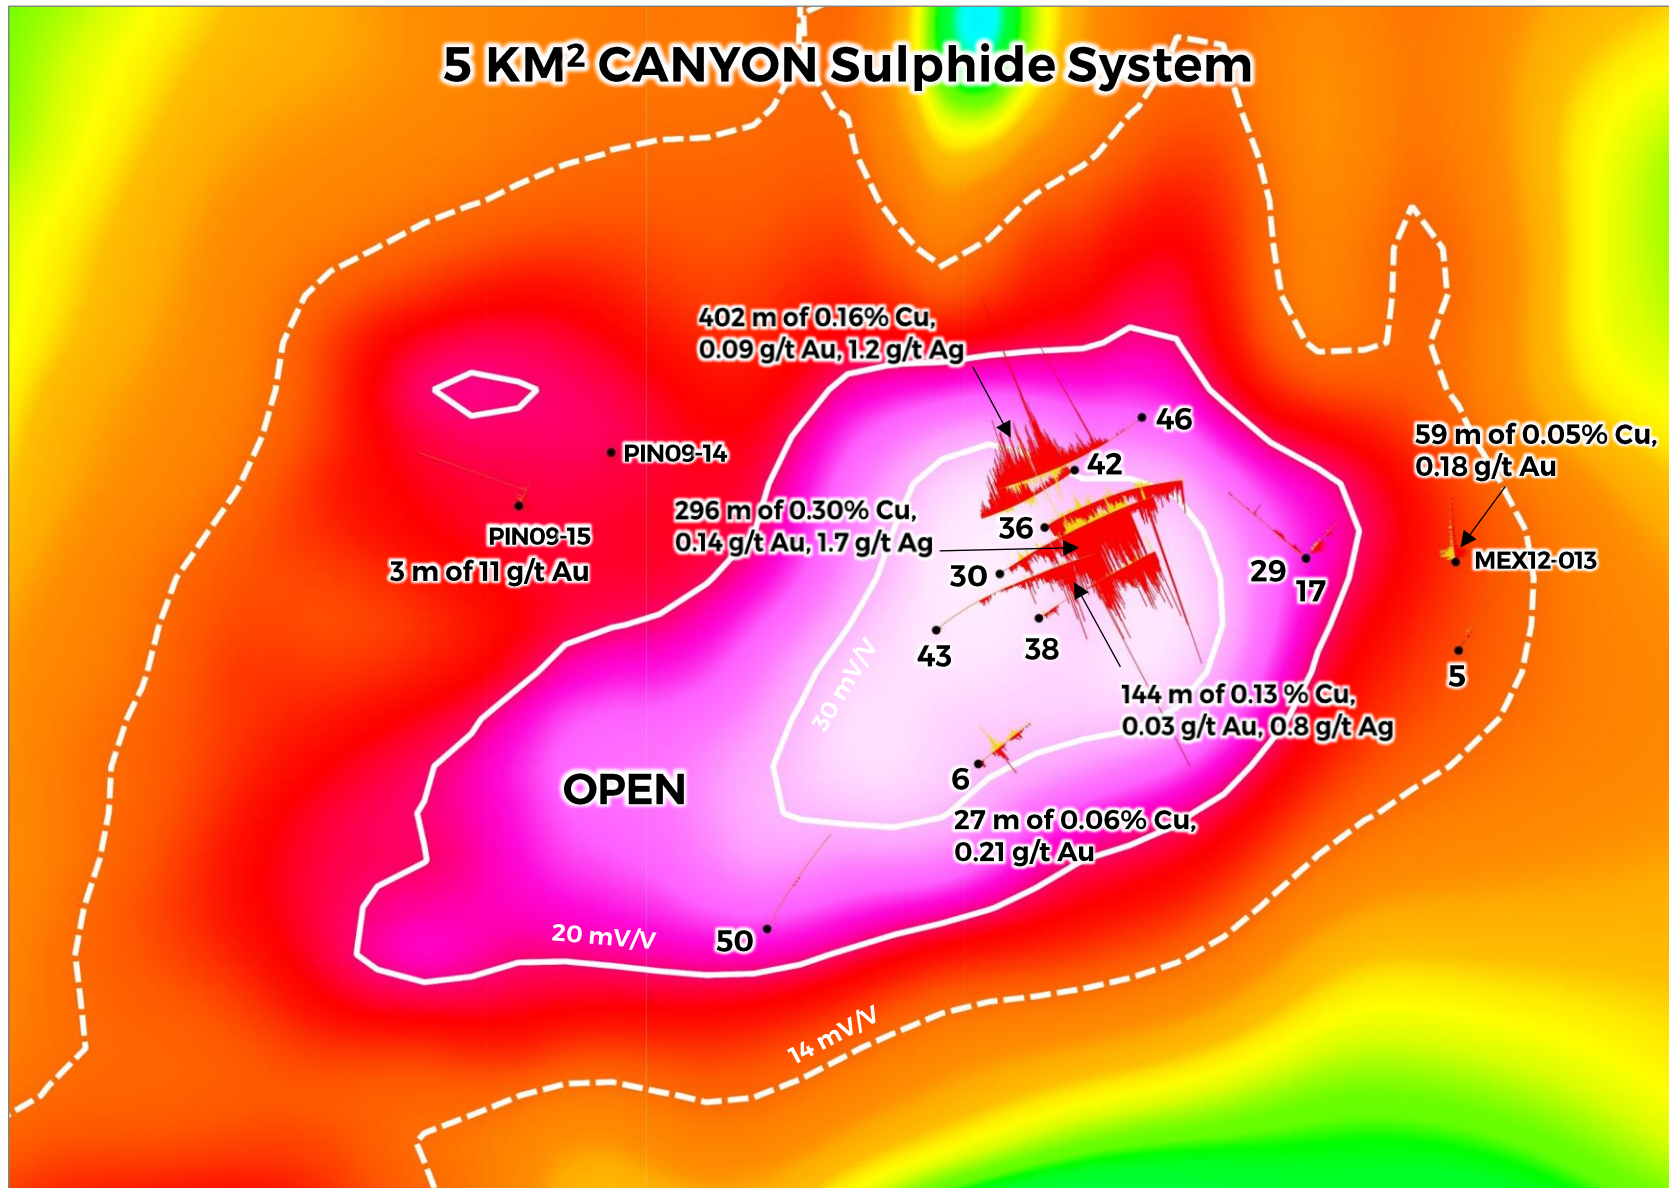 5 KM² CANYON Sulphide System
402 m of 0.16% Cu,
0.09 g/t Au, 1.2 g/t Ag
46
42
59 m of 0.05% Cu,
0.18 g/t Au
PIN09-14
PIN09-15
3 m of 11 g/t Au
296 m of 0.30% Cu,
0.14 g/t Au, 1.7 g/t Ag
36
30
29
17
MEX12-013
43
38
5
30 mV/V
144 m of 0.13 % Cu,
0.03 g/t Au, 0.8 g/t Ag
6
OPEN
27 m of 0.06% Cu,
0.21 g/t Au
20 mV/V
50
14 mV/V